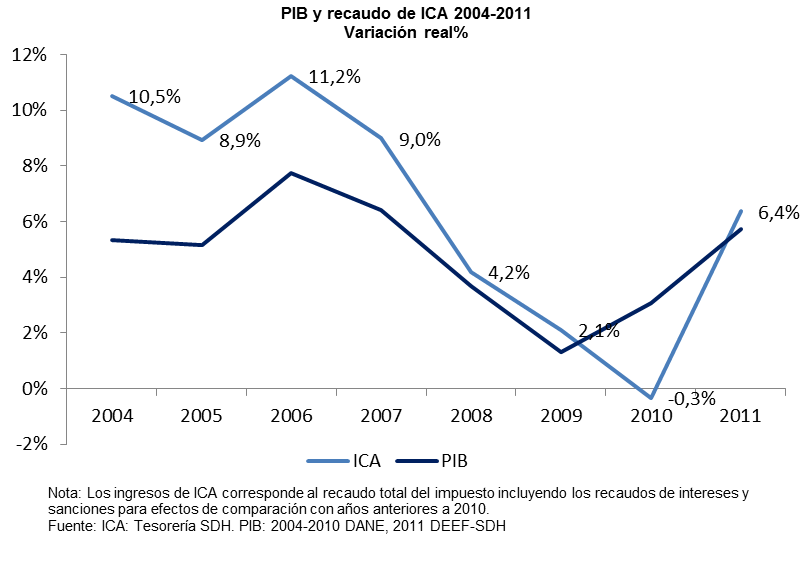 PIB y recaudo de ICA 2004-2011
Variación real%
12%
10%
8%
6%
4%
2%
0%
-2%
10,5%
8,9%
11,2%
9,0%
4,2%
2,1%
-0,3%
6,4%
2004 2005 2006 2007 2008 2009 2010 2011
ICA PIB
Nota: Los ingresos de ICA corresponde al recaudo total del impuesto incluyendo los recaudos de intereses y
sanciones para efectos de comparación con años anteriores a 2010.
Fuente: ICA: Tesorería SDH. PIB: 2004-2010 DANE, 2011 DEEF-SDH